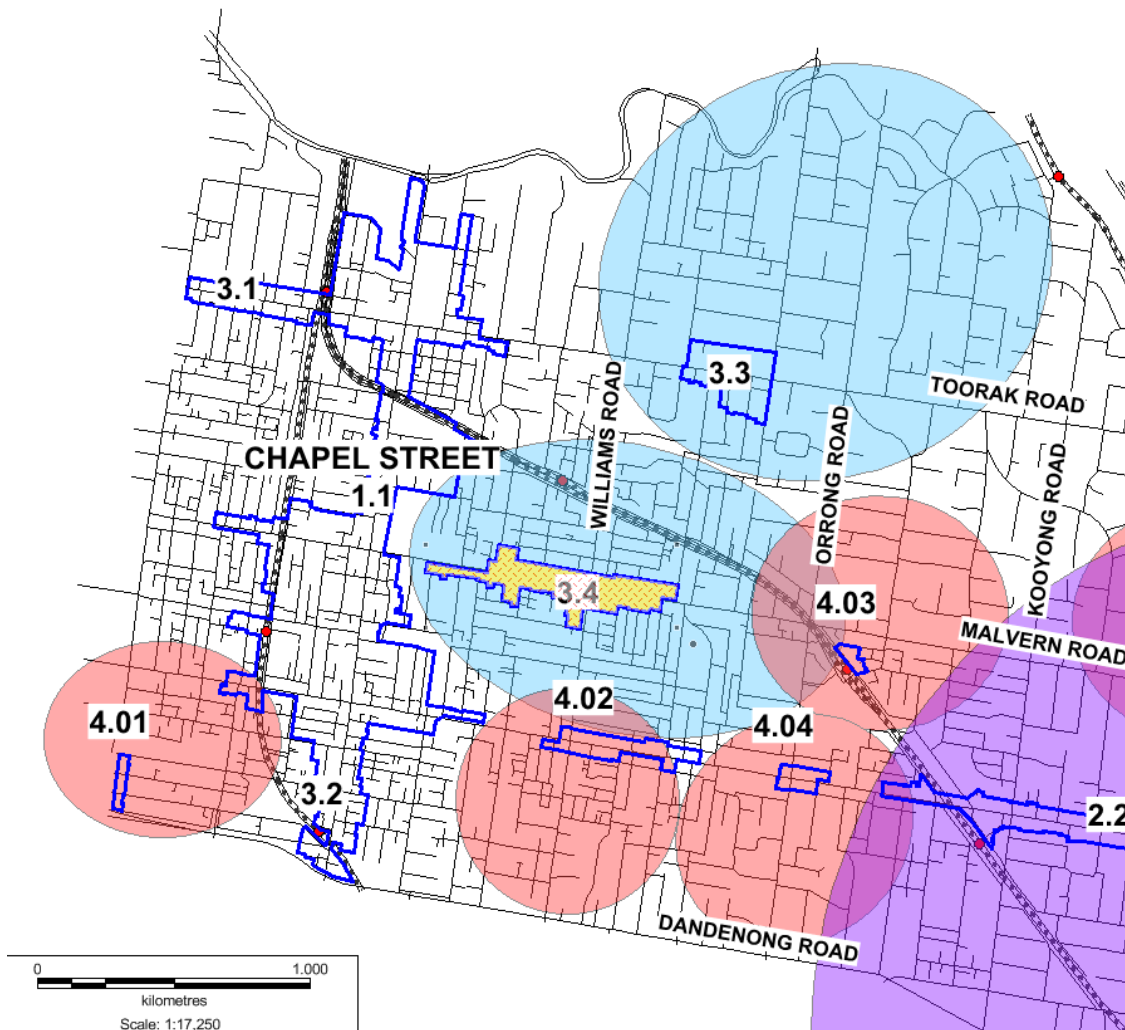 3.1
3.3
TOORAK ROAD
WILLIAMS ROAD
ORRONG ROAD
KOOYONG ROAD
CHAPEL STREET
1.1
3.4
4.03
MALVERN ROAD
4.02
4.01
4.04
3.2
2.2
DANDENONG ROAD
0 1.000
kilometres
Scale: 1:17,250